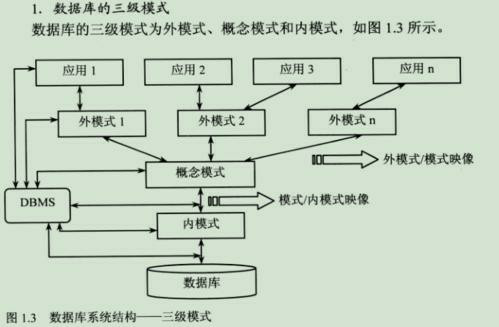 1. 数据库的三级模式
数据库的三级模式为外模式、概念模式和内模式，如图 1.3 所示。
应用 1
应用 2
应用 3
应用 n
外模式 1
外模式 2
外模式 n
外模式/模式映像
概念模式
DBMS
模式/内模式映像
内模式
数据库
图 1.3 数据库系统结构——三级模式